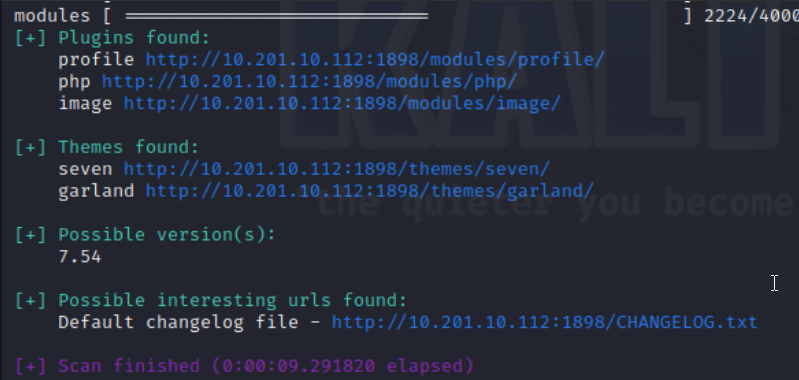 modules [ ============================ ] 2224/4000
[+] Plugins found:
profile http://10.201.10.112:1898/modules/profile/
php http://10.201.10.112:1898/modules/php/
image http://10.201.10.112:1898/modules/image/
[+] Themes found:
seven http://10.201.10.112:1898/themes/seven/
garland http://10.201.10.112:1898/themes/garland/
[+] Possible version(s):
7.54
[+] Possible interesting urls found:
Default changelog file - http://10.201.10.112:1898/CHANGELOG.txt
[+] Scan finished (0:00:09.291820 elapsed)
KALI
the quieter you become